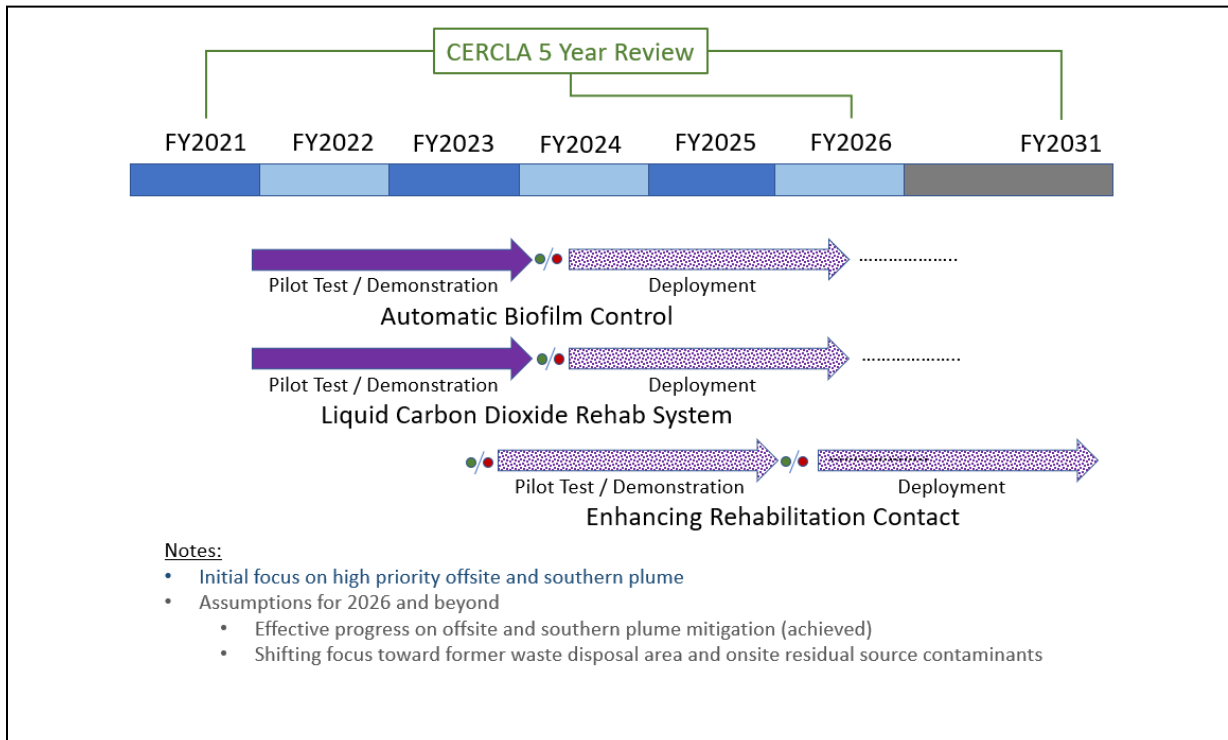 CERCLA 5 Year Review
FY2021 FY2022 FY2023 FY2024 FY2025 FY2026 FY2031
Pilot Test / Demonstration Deployment
Automatic Biofilm Control
Pilot Test / Demonstration Deployment
Liquid Carbon Dioxide Rehab System
Pilot Test / Demonstration Deployment
Enhancing Rehabilitation Contact
Notes:
• Initial focus on high priority offsite and southern plume
• Assumptions for 2026 and beyond
• Effective progress on offsite and southern plume mitigation (achieved)
• Shifting focus toward former waste disposal area and onsite residual source contaminants